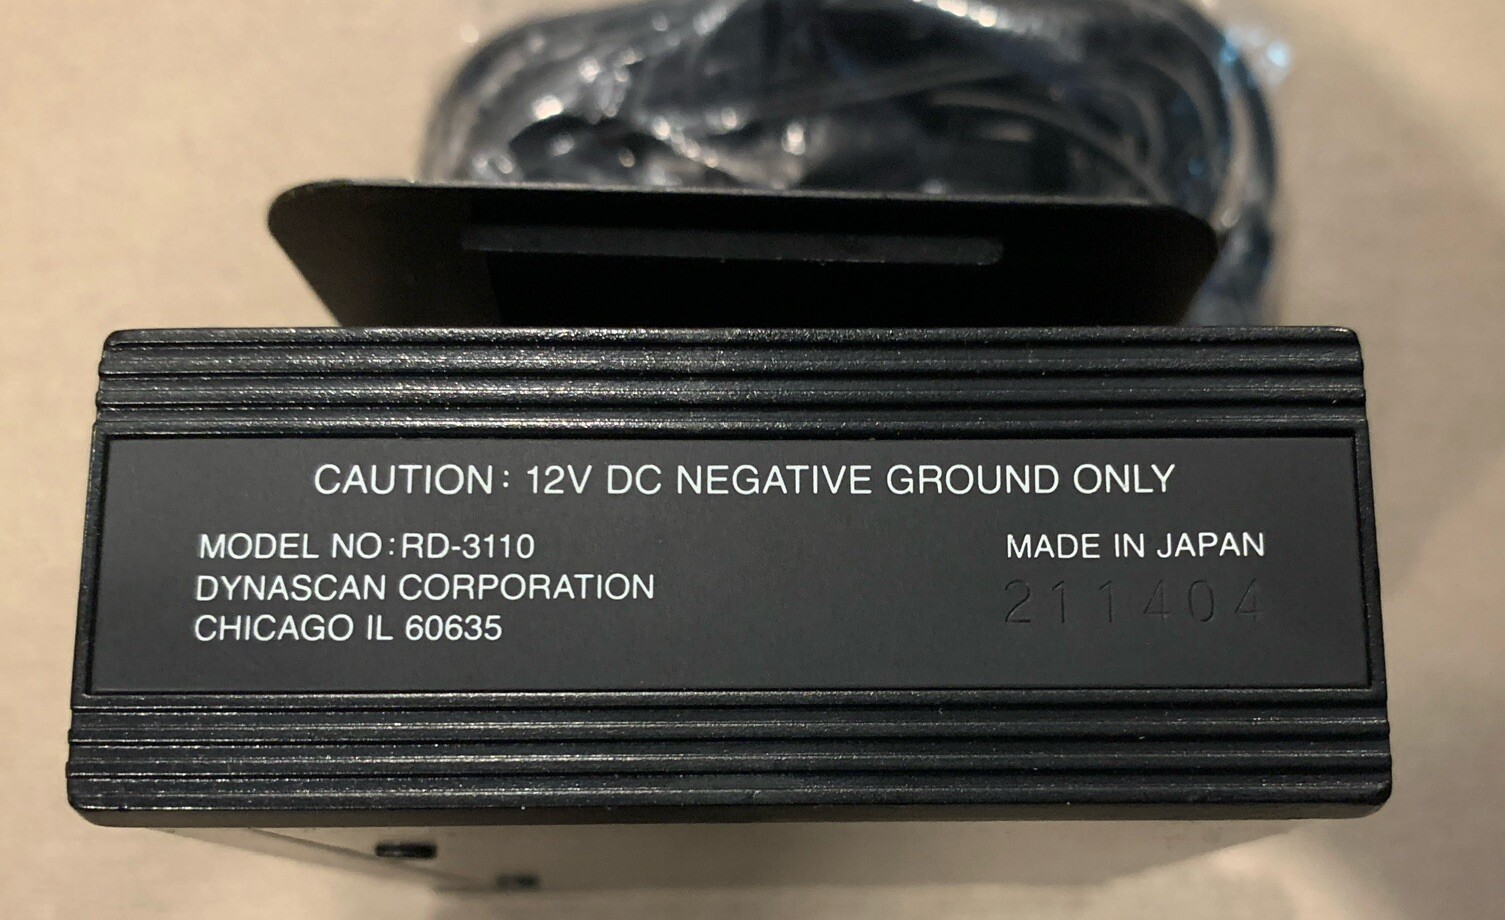 CAUTION: 12V DC NEGATIVE GROUND ONLY
MODEL NO:RD-3110
DYNASCAN CORPORATION
CHICAGO IL 60635
MADE IN JAPAN
211404